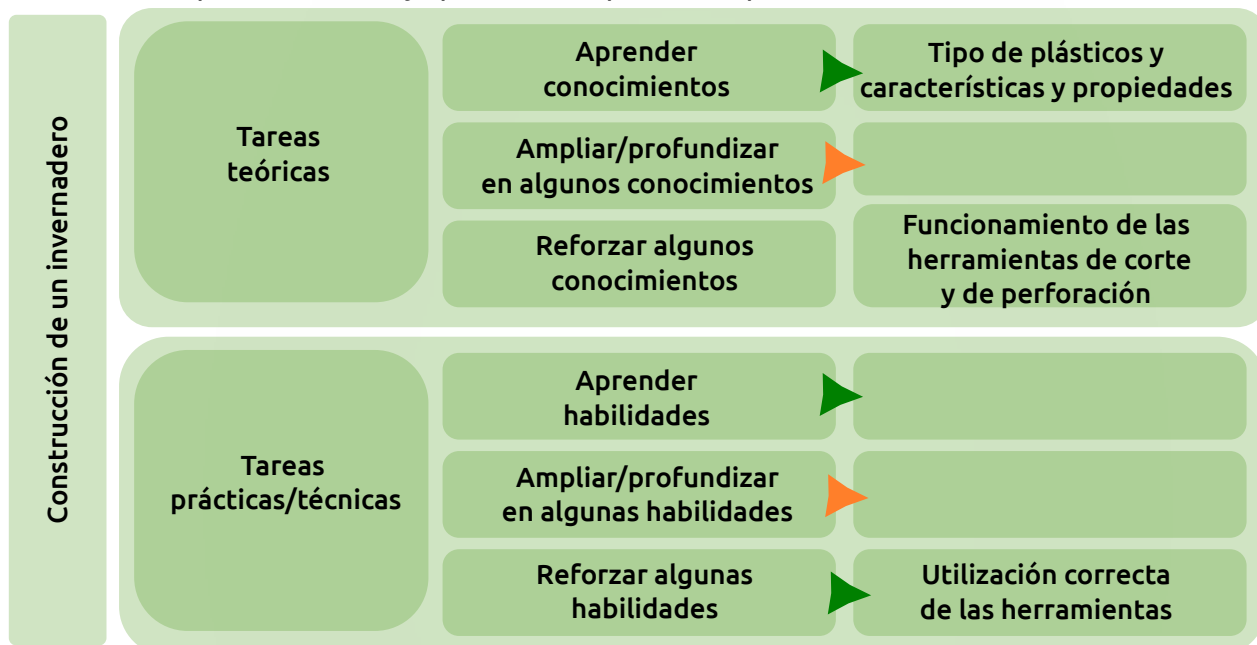 Construcción de un invernadero
Tareas
teóricas
Aprender
conocimientos
Tipo de plásticos y
características y propiedades
Ampliar/profundizar
en algunos conocimientos
Reforzar algunos
conocimientos
Funcionamiento de las
herramientas de corte
y de perforación
Tareas
prácticas/técnicas
Aprender
habilidades
Ampliar/profundizar
en algunas habilidades
Reforzar algunas
habilidades
Utilización correcta
de las herramientas